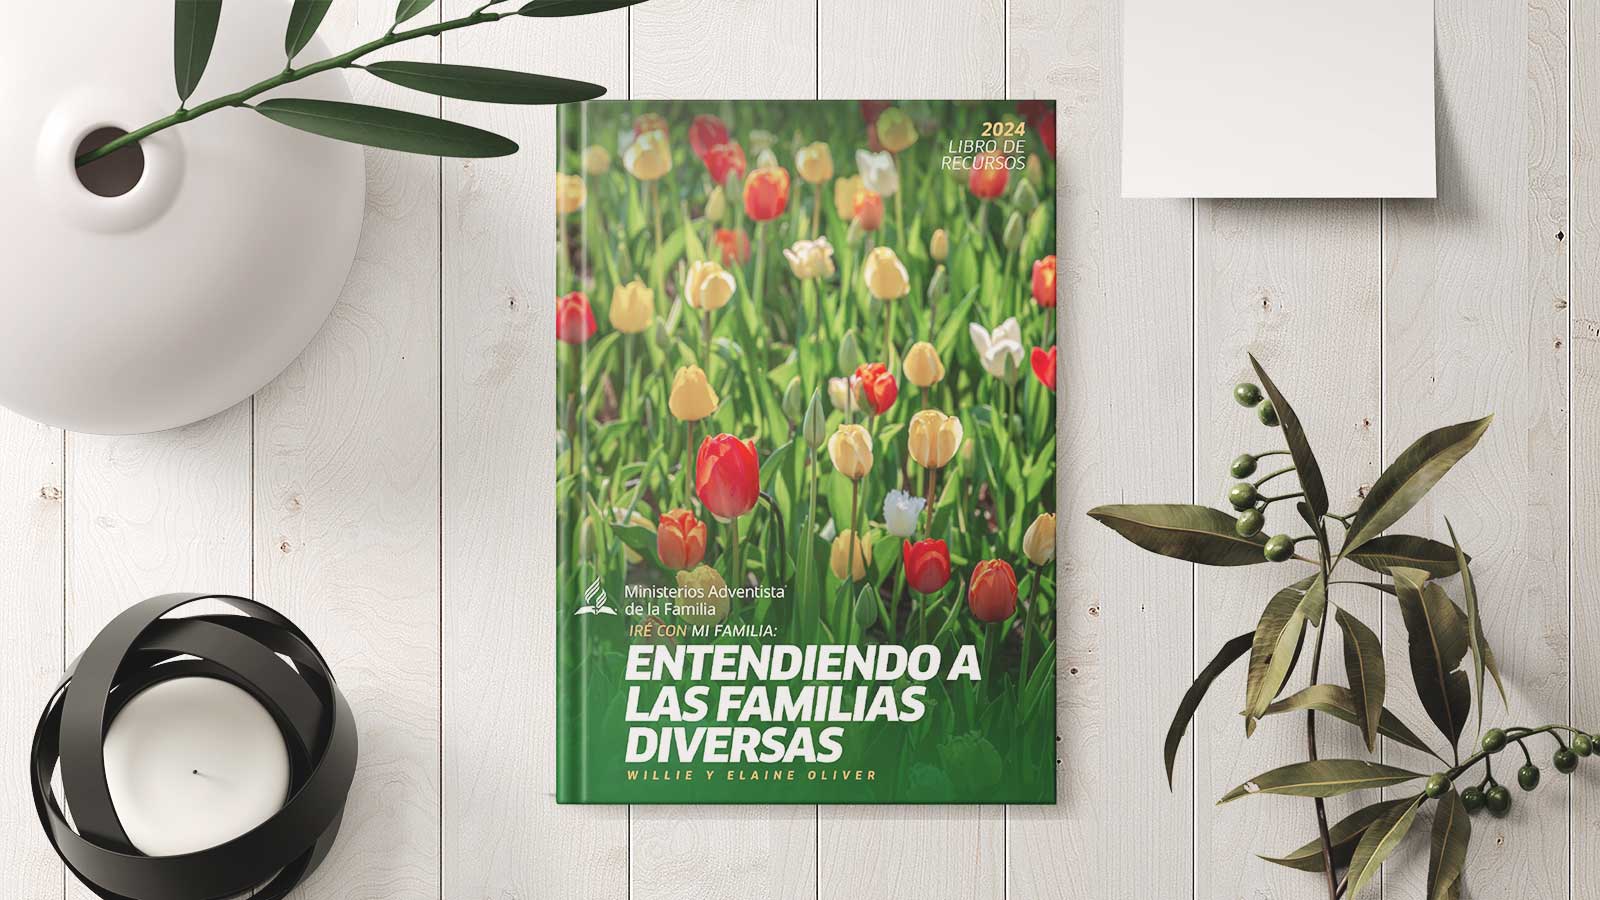 2024
LIBRO DE
RECURSOS
Ministerios Adventista
de la Familia
IRÉ CON MI FAMILIA:
ENTENDIENDO A
LAS FAMILIAS
DIVERSAS
WILLIE Y ELAINE OLIVER